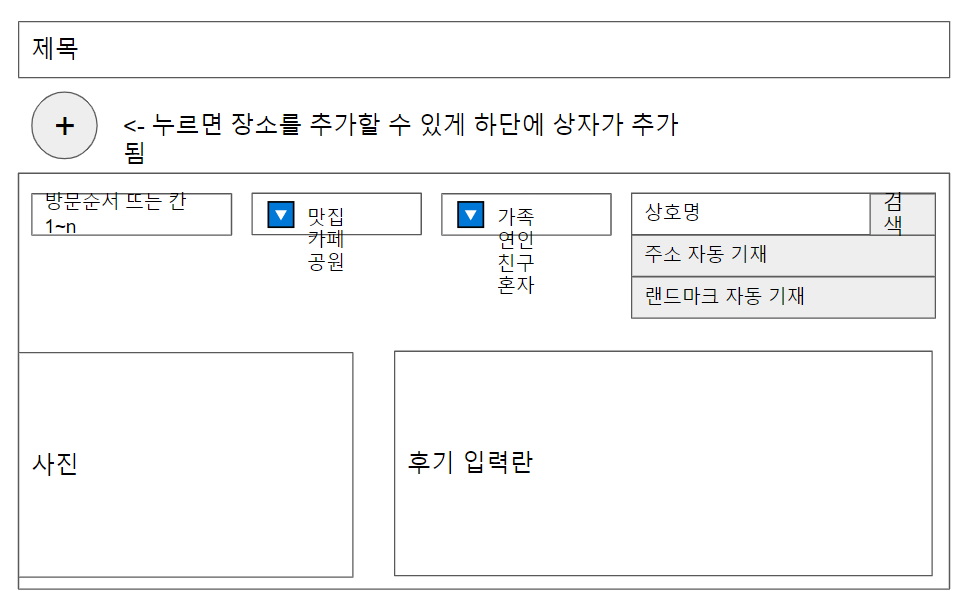 제목
+
<- 누르면 장소를 추가할 수 있게 하단에 상자가 추가
됨
방문순서 뜨는 칸
1~n
맛집
카페
공원
가족
연인
친구
혼자
상호명
검
색
주소 자동 기재
랜드마크 자동 기재
사진
후기 입력란